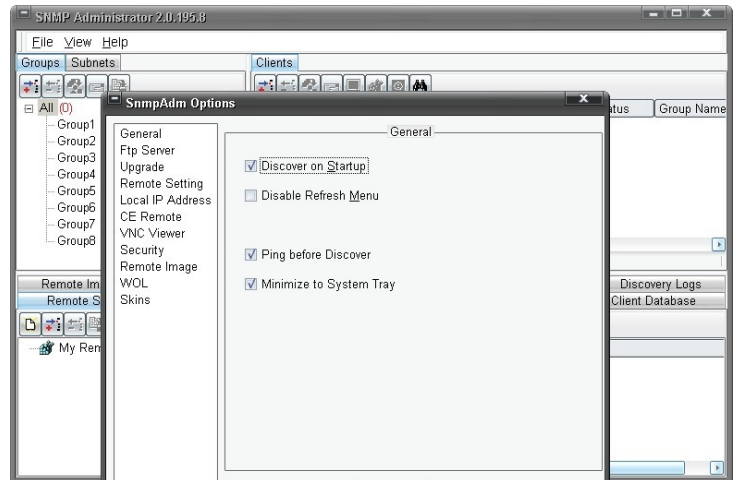 SNMP Administrator 2.0.195.8
File View Help
Groups Subnets
Clients
All (0)
Group1
Group2
Group3
Group4
Group5
Group6
Group7
Group8
Group Name
SnmpAdm Options
General
Ftp Server
Upgrade
Remote Setting
Local IP Address
CE Remote
VNC Viewer
Security
Remote Image
WOL
Skins
General
Discover on Startup
Disable Refresh Menu
Ping before Discover
Minimize to System Tray
Remote Im
Discovery Logs
Remote S
Client Database
My Rem